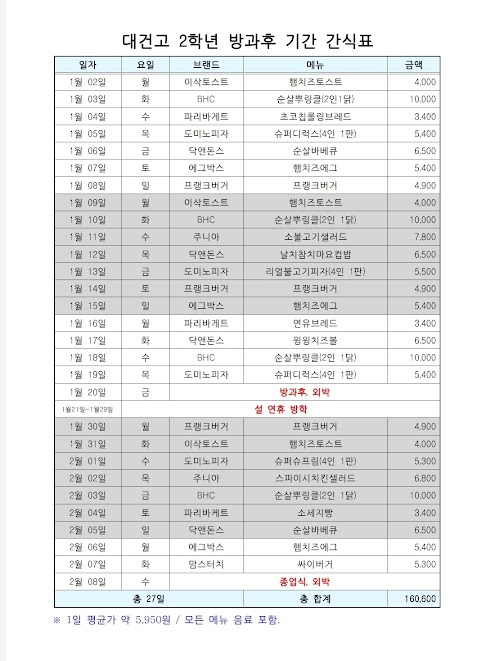 대건고 2학년 방과후 기간 간식표
일자 요일 브랜드 메뉴 금액
1월 02일 월 이삭토스트 햄치즈토스트 4,000
1월 03일 화 BHC 순살뿌링클(2인1닭) 10,000
1월 04일 수 파리바게트 초코칩롤링브레드 3,400
1월 05일 목 도미노피자 슈퍼디럭스(4인 1판) 5,400
1월 06일 금 닥앤돈스 순살바베큐 6,500
1월 07일 토 에그박스 햄치즈에그 5,400
1월 08일 일 프랭크버거 프랭크버거 4,900
1월 09일 월 이삭토스트 햄치즈토스트 4,000
1월 10일 화 BHC 순살뿌링클(2인 1닭) 10,000
1월 11일 수 주니아 소불고기샐러드 7,800
1월 12일 목 닥앤돈스 날치참치마요컵밥 6,500
1월 13일 금 도미노피자 리얼불고기피자(4인 1판) 5,500
1월 14일 토 프랭크버거 프랭크버거 4,900
1월 15일 일 에그박스 햄치즈에그 5,400
1월 16일 월 파리바게트 연유브레드 3,400
1월 17일 화 닥앤돈스 윙윙치즈볼 6,500
1월 18일 수 BHC 순살뿌링클(2인 1닭) 10,000
1월 19일 목 도미노피자 슈퍼디럭스(4인 1판) 5,400
1월 20일 금 방과후, 외박
1월21일~1월29일 설 연휴 방학
1월 30일 월 프랭크버거 프랭크버거 4,900
1월 31일 화 이삭토스트 햄치즈토스트 4,000
2월 01일 수 도미노피자 슈퍼슈프림(4인 1판) 5,300
2월 02일 목 주니아 스파이시치킨샐러드 6,800
2월 03일 금 BHC 순살뿌링클(2인 1닭) 10,000
2월 04일 토 파리바케트 소세지빵 3,400
2월 05일 일 닥앤돈스 순살바베큐 6,500
2월 06일 월 에그박스 햄치즈에그 5,400
2월 07일 화 맘스터치 싸이버거 5,300
2월 08일 수 종업식, 외박
총 27일 총 합계 160,600
※ 1일 평균가 약 5,950원 / 모든 메뉴 음료 포함.